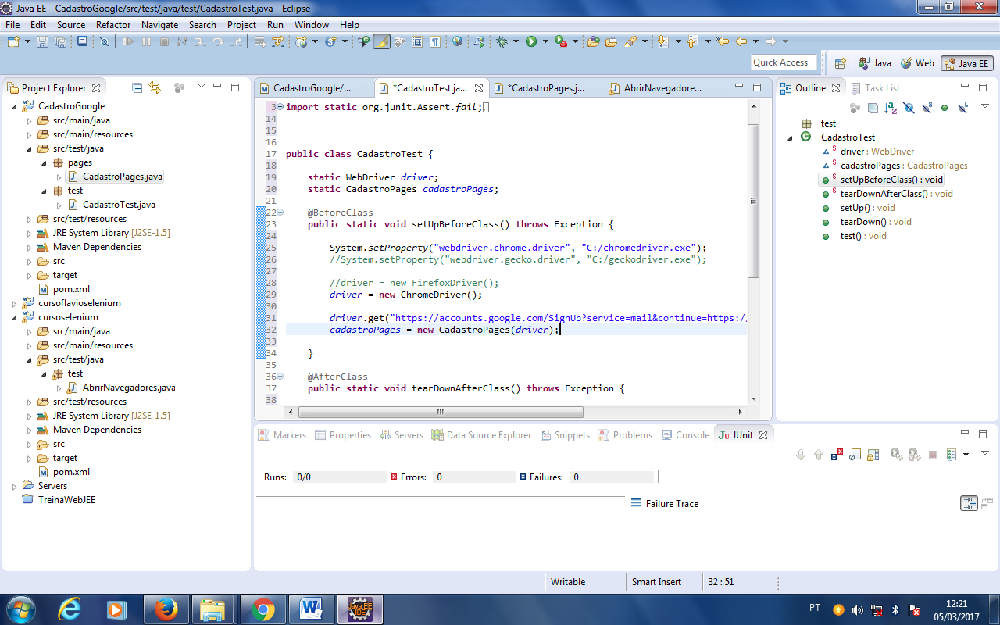 Java EE - CadastroGoogle/src/test/java/test/CadastroTest.java - Eclipse
File Edit Source Refactor Navigate Search Project Run Window Help
Quick Access Java Web Java EE
Project Explorer
CadastroGoogle
src/main/java
src/main/resources
src/test/java
pages
CadastroPages.java
test
CadastroTest.java
src/test/resources
JRE System Library [J2SE-1.5]
Maven Dependencies
src
target
pom.xml
cursoflavioselenium
cursoselenium
src/main/java
src/main/resources
src/test/java
test
AbrirNavegadores.java
src/test/resources
JRE System Library [J2SE-1.5]
Maven Dependencies
src
target
pom.xml
Servers
TreinaWebJEE
CadastroGoogle/... *CadastroTest.ja... *CadastroPages.j... AbrirNavegadore...
3 import static org.junit.Assert.fail;
14
15
16
17 public class CadastroTest {
18
19 static WebDriver driver;
20 static CadastroPages cadastroPages;
21
22 @BeforeClass
23 public static void setUpBeforeClass() throws Exception {
24
25 System.setProperty("webdriver.chrome.driver", "C:/chromedriver.exe");
26 //System.setProperty("webdriver.gecko.driver", "C:/geckodriver.exe");
27
28 //driver = new FirefoxDriver();
29 driver = new ChromeDriver();
30
31 driver.get("https://accounts.google.com/SignUp?service=mail&continue=https:/
32 cadastroPages = new CadastroPages(driver);
33
34 }
35
36 @AfterClass
37 public static void tearDownAfterClass() throws Exception {
38
Outline Task List
test
CadastroTest
driver : WebDriver
cadastroPages : CadastroPages
setUpBeforeClass() : void
tearDownAfterClass() : void
setUp() : void
tearDown() : void
test() : void
Markers Properties Servers Data Source Explorer Snippets Problems Console JUnit
Runs: 0/0 Errors: 0 Failures: 0
Failure Trace
Writable Smart Insert 32 : 51
Java EE IDE
PT
12:21
05/03/2017